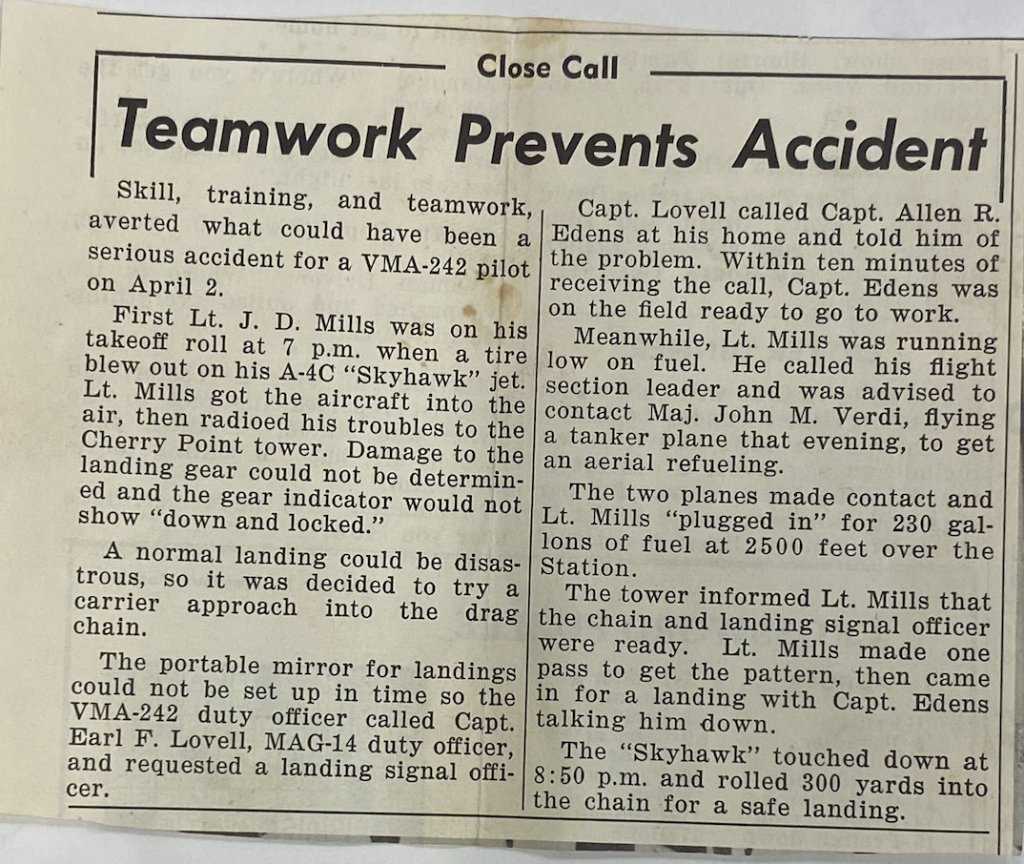 Close Call
Teamwork Prevents Accident
Skill, training, and teamwork,
averted what could have been a
serious accident for a VMA-242 pilot
on April 2.
First Lt. J. D. Mills was on his
takeoff roll at 7 p.m. when a tire
blew out on his A-4C "Skyhawk" jet.
Lt. Mills got the aircraft into the
air, then radioed his troubles to the
Cherry Point tower. Damage to the
landing gear could not be determin-
ed and the gear indicator would not
show "down and locked."
A normal landing could be disas-
trous, so it was decided to try a
carrier approach into the drag
chain.
The portable mirror for landings
could not be set up in time so the
VMA-242 duty officer called Capt.
Earl F. Lovell, MAG-14 duty officer,
and requested a landing signal offi-
cer.
Capt. Lovell called Capt. Allen R.
Edens at his home and told him of
the problem. Within ten minutes of
receiving the call, Capt. Edens was
on the field ready to go to work.
Meanwhile, Lt. Mills was running
low on fuel. He called his flight
section leader and was advised to
contact Maj. John M. Verdi, flying
a tanker plane that evening, to get
an aerial refueling.
The two planes made contact and
Lt. Mills "plugged in" for 230 gal-
lons of fuel at 2500 feet over the
Station.
The tower informed Lt. Mills that
the chain and landing signal officer
were ready. Lt. Mills made one
pass to get the pattern, then came
in for a landing with Capt. Edens
talking him down.
The "Skyhawk" touched down at
8:50 p.m. and rolled 300 yards into
the chain for a safe landing.